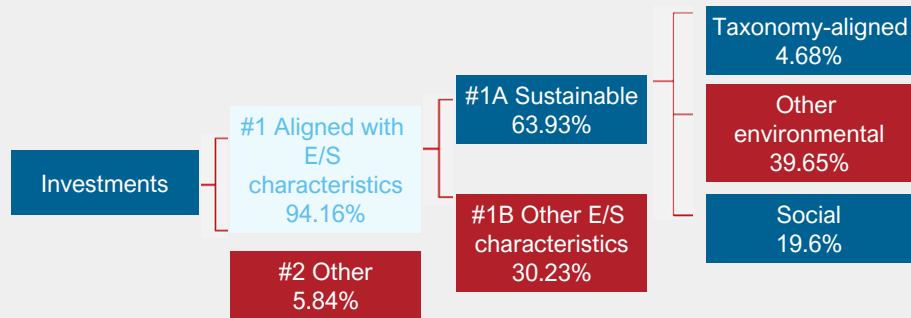 Investments
#1 Aligned with
E/S
characteristics
94.16%
#2 Other
5.84%
#1A Sustainable
63.93%
#1B Other E/S
characteristics
30.23%
Taxonomy-aligned
4.68%
Other
environmental
39.65%
Social
19.6%